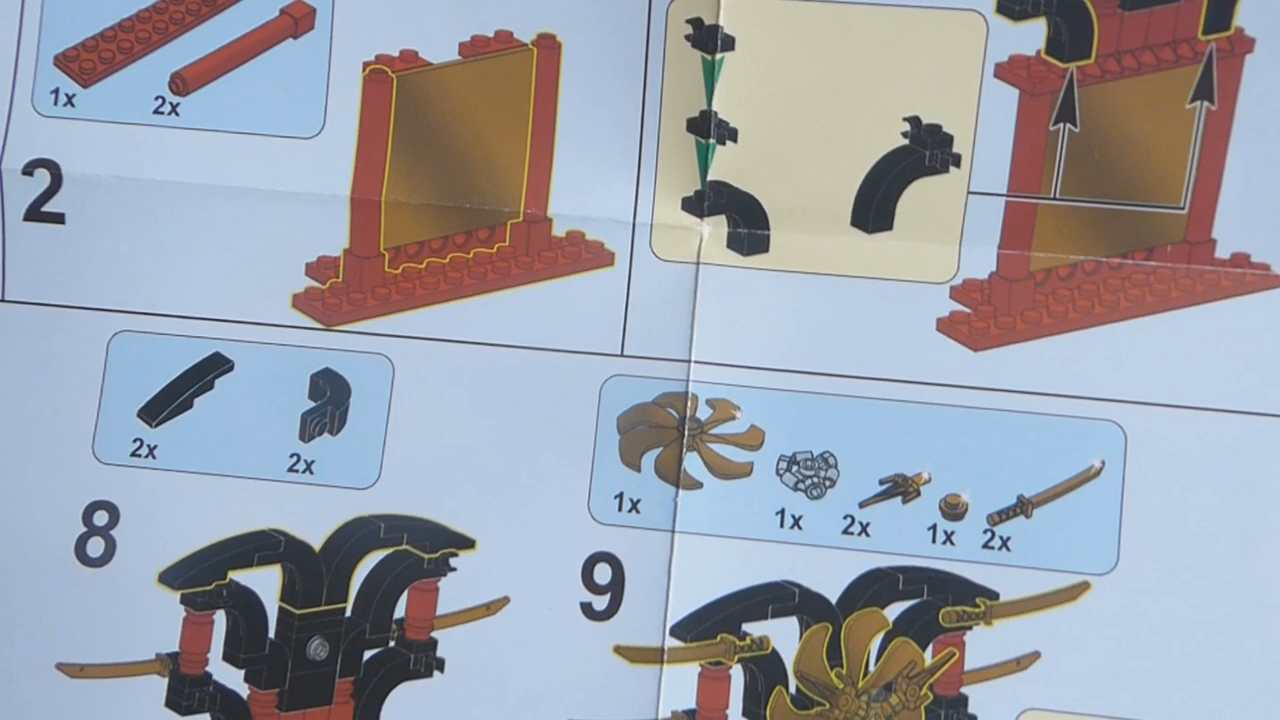 1x 2x
2
2x 2x
8
1x 1x 2x 1x 2x
9